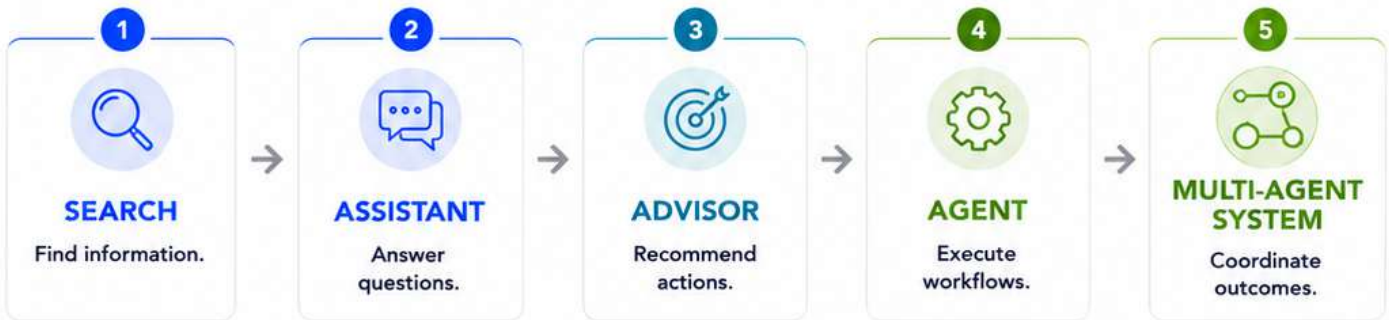 1
SEARCH
Find information.
2
ASSISTANT
Answer
questions.
3
ADVISOR
Recommend
actions.
4
AGENT
Execute
workflows.
5
MULTI-AGENT
SYSTEM
Coordinate
outcomes.